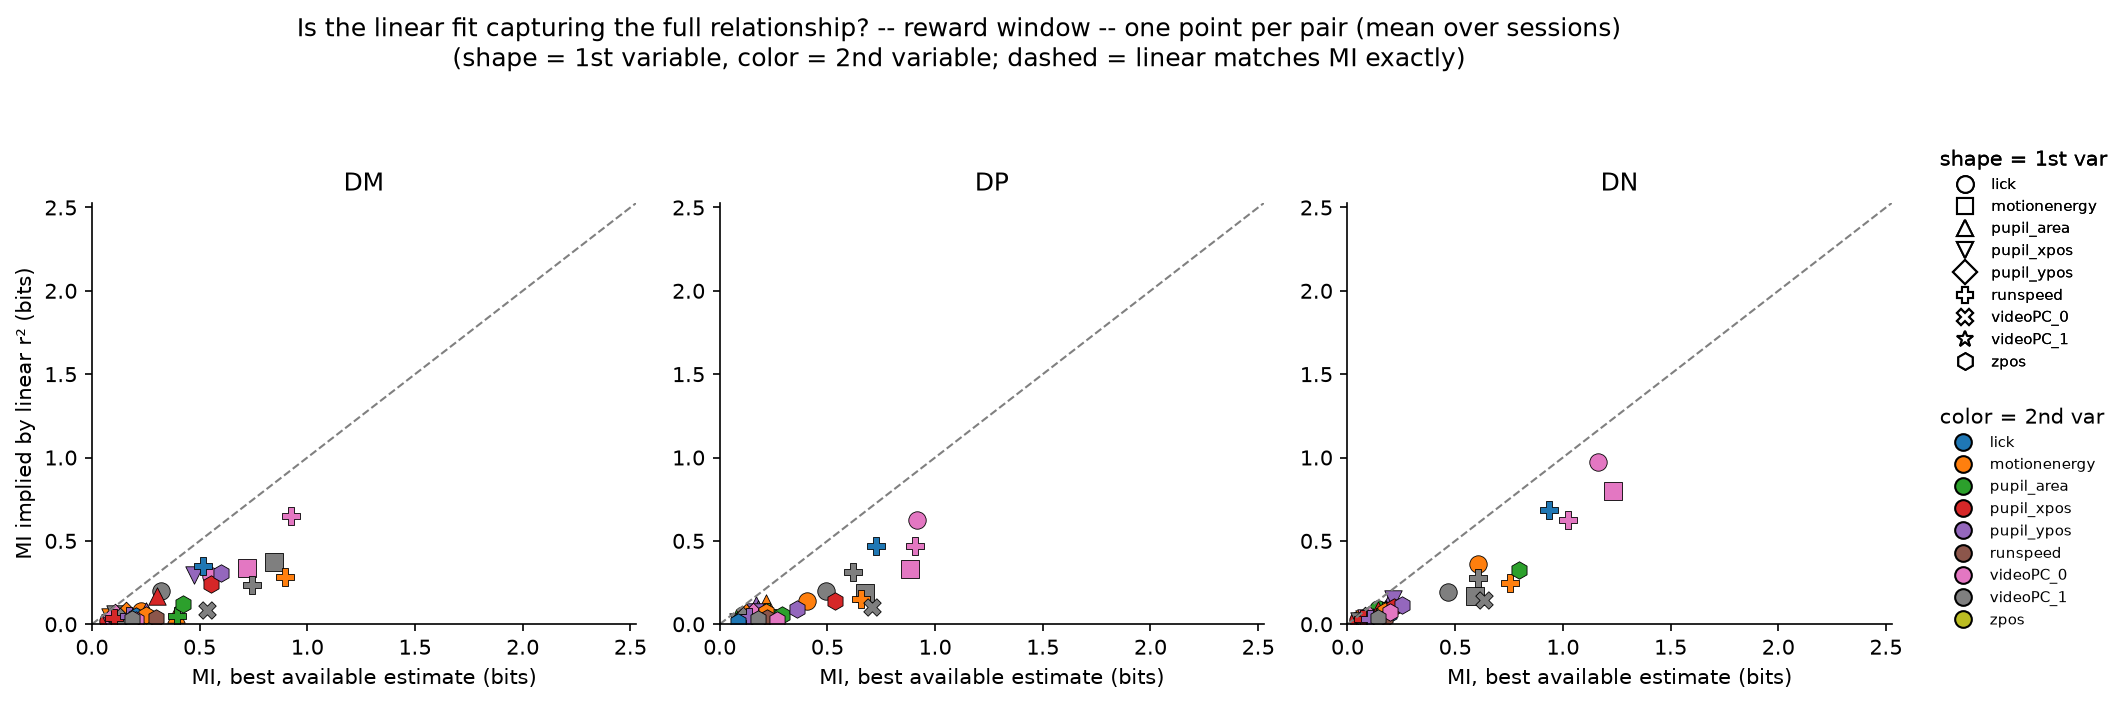 Is the linear fit capturing the full relationship? -- reward window -- one point per pair (mean over sessions)
(shape = 1st variable, color = 2nd variable; dashed = linear matches MI exactly)
DM
MI implied by linear r² (bits)
2.5
2.0
1.5
1.0
0.5
0.0
0.0 0.5 1.0 1.5 2.0 2.5
MI, best available estimate (bits)
DP
2.5
2.0
1.5
1.0
0.5
0.0
0.0 0.5 1.0 1.5 2.0 2.5
MI, best available estimate (bits)
DN
2.5
2.0
1.5
1.0
0.5
0.0
0.0 0.5 1.0 1.5 2.0 2.5
MI, best available estimate (bits)
shape = 1st var
lick
motionenergy
pupil_area
pupil_xpos
pupil_ypos
runspeed
videoPC_0
videoPC_1
zpos
color = 2nd var
lick
motionenergy
pupil_area
pupil_xpos
pupil_ypos
runspeed
videoPC_0
videoPC_1
zpos